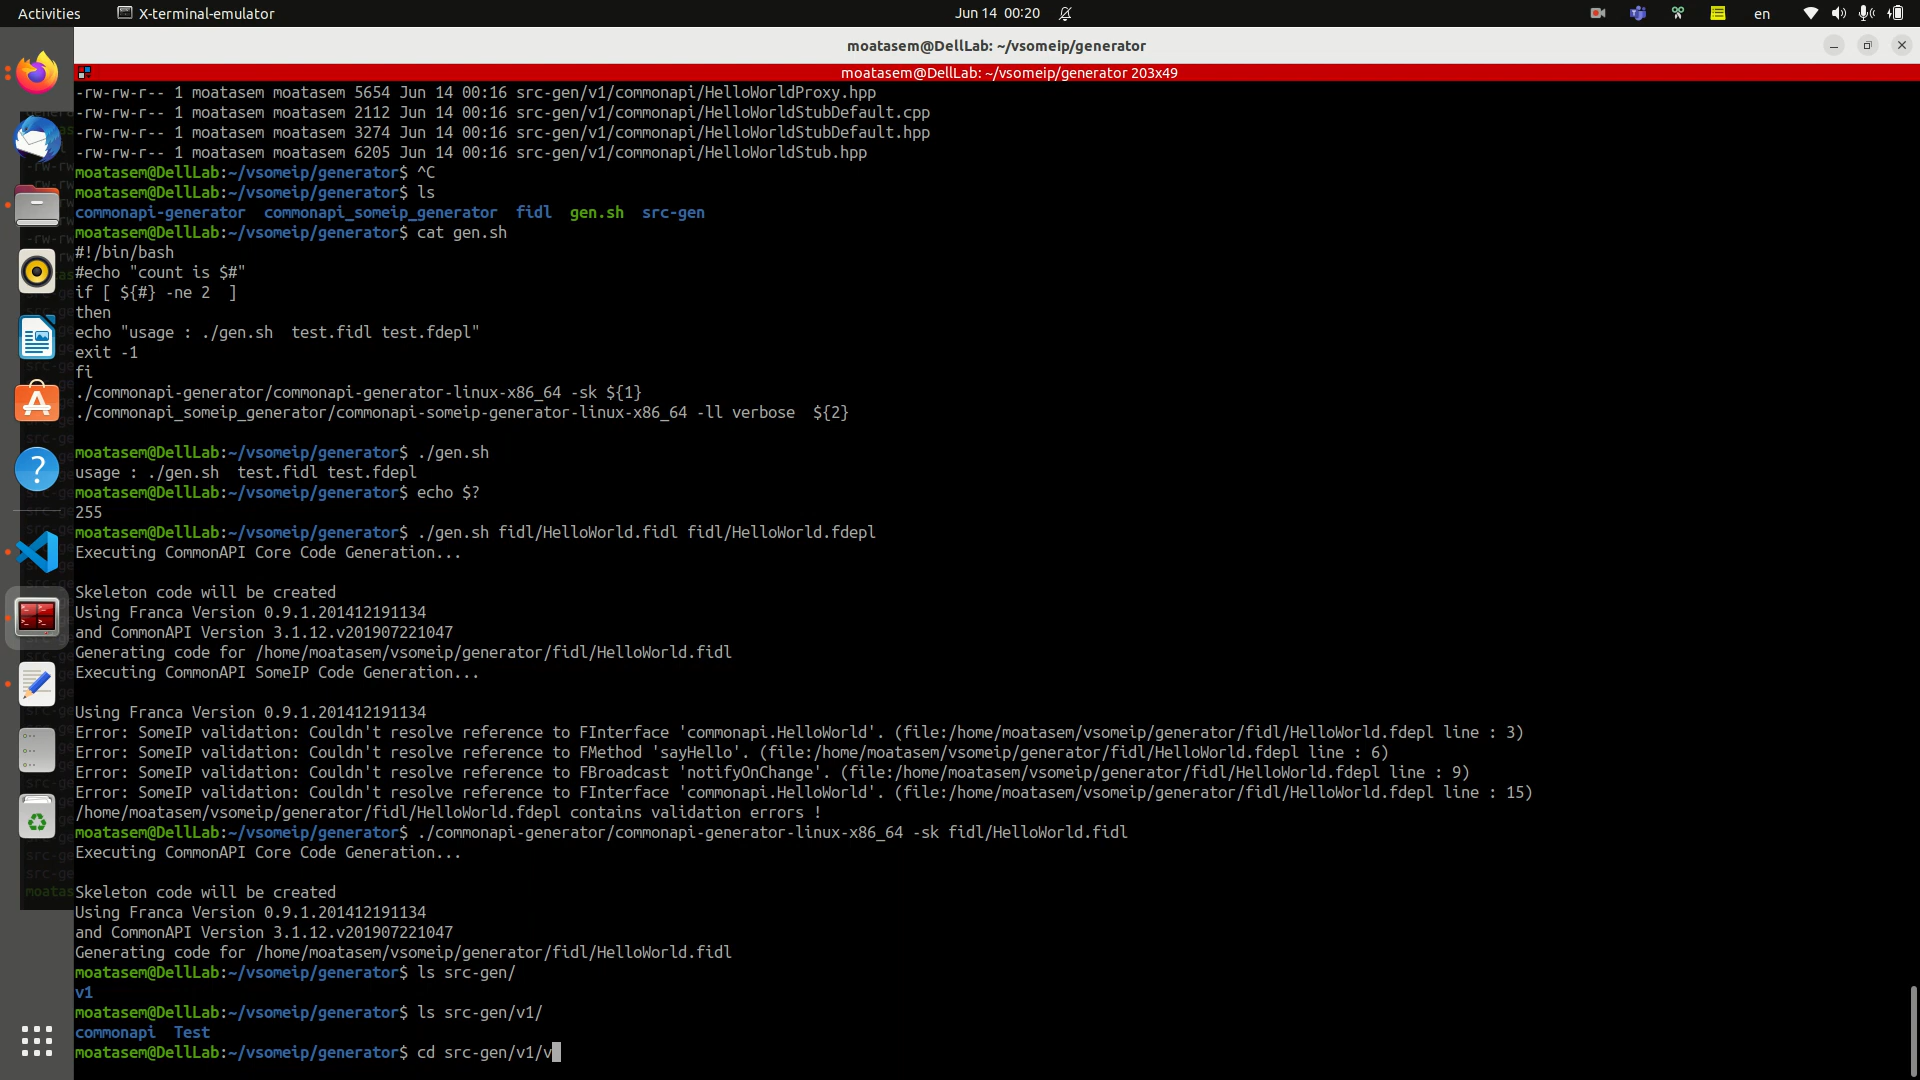 Activities X-terminal-emulator Jun 14 00:20 en
moatasem@DellLab: ~/vsomeip/generator
moatasem@DellLab: ~/vsomeip/generator 203x49
-rw-rw-r-- 1 moatasem moatasem 5654 Jun 14 00:16 src-gen/v1/commonapi/HelloWorldProxy.hpp
-rw-rw-r-- 1 moatasem moatasem 2112 Jun 14 00:16 src-gen/v1/commonapi/HelloWorldStubDefault.cpp
-rw-rw-r-- 1 moatasem moatasem 3274 Jun 14 00:16 src-gen/v1/commonapi/HelloWorldStubDefault.hpp
-rw-rw-r-- 1 moatasem moatasem 6205 Jun 14 00:16 src-gen/v1/commonapi/HelloWorldStub.hpp
moatasem@DellLab:~/vsomeip/generator$ ^C
moatasem@DellLab:~/vsomeip/generator$ ls
commonapi-generator  commonapi_someip_generator  fidl  gen.sh  src-gen
moatasem@DellLab:~/vsomeip/generator$ cat gen.sh
#!/bin/bash
#echo "count is $#"
if [ ${#} -ne 2  ]
then
echo "usage : ./gen.sh  test.fidl test.fdepl"
exit -1
fi
./commonapi-generator/commonapi-generator-linux-x86_64 -sk ${1}
./commonapi_someip_generator/commonapi-someip-generator-linux-x86_64 -ll verbose  ${2}
moatasem@DellLab:~/vsomeip/generator$ ./gen.sh
usage : ./gen.sh  test.fidl test.fdepl
moatasem@DellLab:~/vsomeip/generator$ echo $?
255
moatasem@DellLab:~/vsomeip/generator$ ./gen.sh fidl/HelloWorld.fidl fidl/HelloWorld.fdepl
Executing CommonAPI Core Code Generation...
Skeleton code will be created
Using Franca Version 0.9.1.201412191134
and CommonAPI Version 3.1.12.v201907221047
Generating code for /home/moatasem/vsomeip/generator/fidl/HelloWorld.fidl
Executing CommonAPI SomeIP Code Generation...
Using Franca Version 0.9.1.201412191134
Error: SomeIP validation: Couldn't resolve reference to FInterface 'commonapi.HelloWorld'. (file:/home/moatasem/vsomeip/generator/fidl/HelloWorld.fdepl line : 3)
Error: SomeIP validation: Couldn't resolve reference to FMethod 'sayHello'. (file:/home/moatasem/vsomeip/generator/fidl/HelloWorld.fdepl line : 6)
Error: SomeIP validation: Couldn't resolve reference to FBroadcast 'notifyOnChange'. (file:/home/moatasem/vsomeip/generator/fidl/HelloWorld.fdepl line : 9)
Error: SomeIP validation: Couldn't resolve reference to FInterface 'commonapi.HelloWorld'. (file:/home/moatasem/vsomeip/generator/fidl/HelloWorld.fdepl line : 15)
/home/moatasem/vsomeip/generator/fidl/HelloWorld.fdepl contains validation errors !
moatasem@DellLab:~/vsomeip/generator$ ./commonapi-generator/commonapi-generator-linux-x86_64 -sk fidl/HelloWorld.fidl
Executing CommonAPI Core Code Generation...
Skeleton code will be created
Using Franca Version 0.9.1.201412191134
and CommonAPI Version 3.1.12.v201907221047
Generating code for /home/moatasem/vsomeip/generator/fidl/HelloWorld.fidl
moatasem@DellLab:~/vsomeip/generator$ ls src-gen/
v1
moatasem@DellLab:~/vsomeip/generator$ ls src-gen/v1/
commonapi  Test
moatasem@DellLab:~/vsomeip/generator$ cd src-gen/v1/v